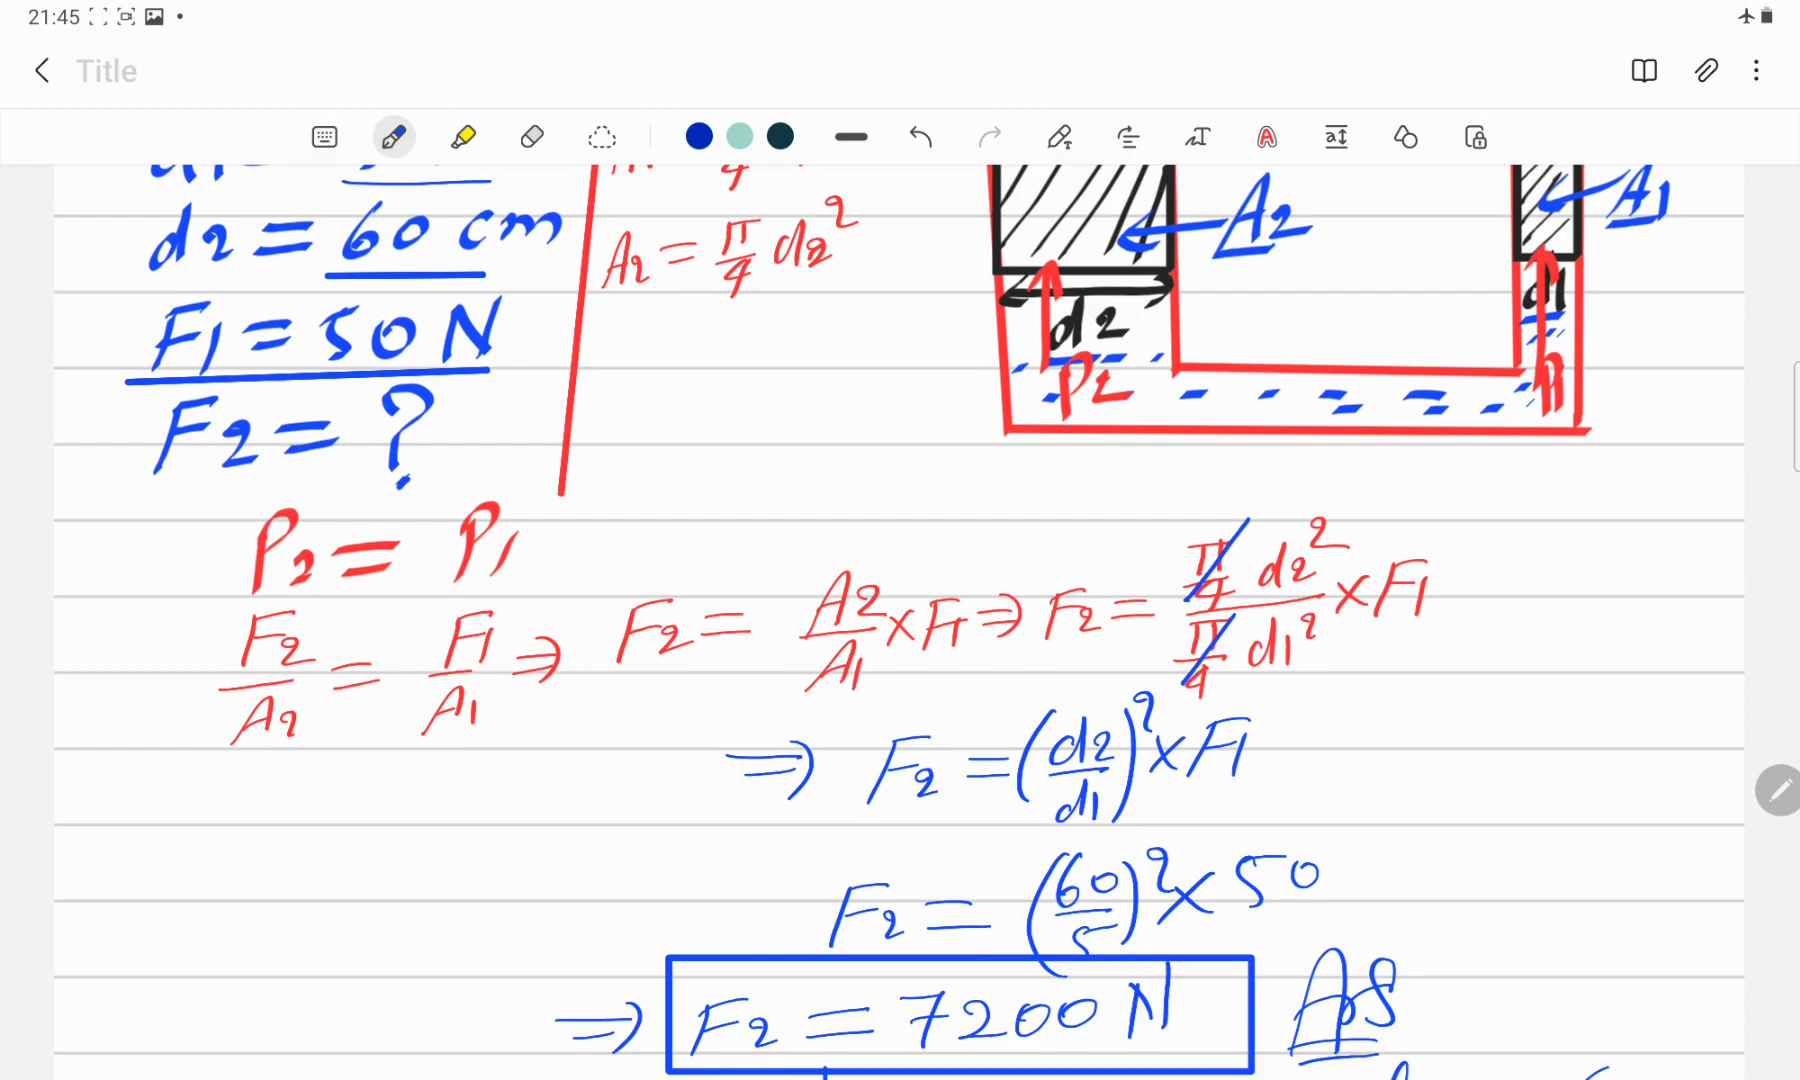 21:45
Title
d2 = 60 cm
A2 = π/4 d2²
F1 = 50 N
F2 = ?
A2
A1
d2
d1
P2
P1
P2 = P1
F2/A2 = F1/A1 ⇒ F2 = A2/A1 × F1 ⇒ F2 = (π/4 d2²)/(π/4 d1²) × F1
⇒ F2 = (d2/d1)² × F1
F2 = (60/5)² × 50
⇒ F2 = 7200 N